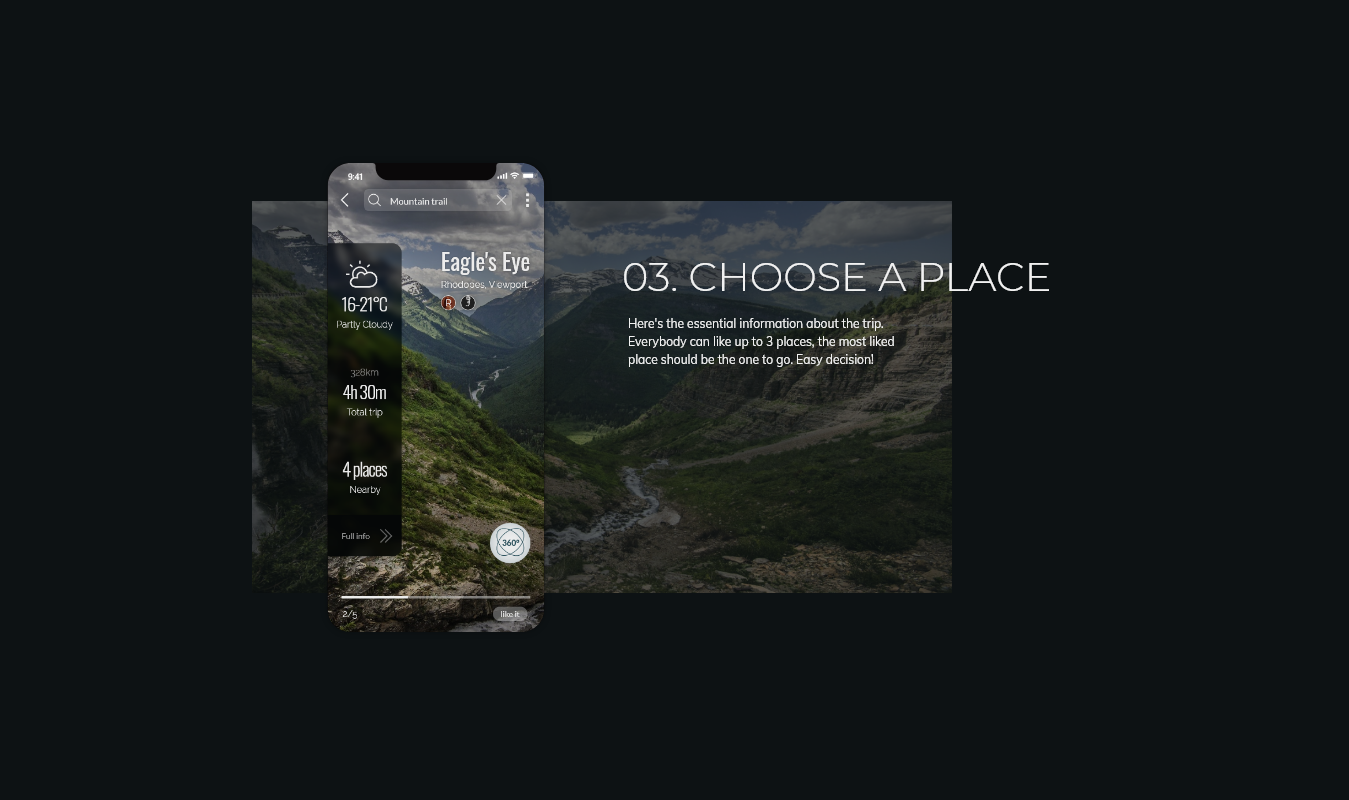 9:41
Mountain trail
Eagle's Eye
Rhodopes, Viewport
16-21°C
Partly Cloudy
328km
4h 30m
Total trip
4 places
Nearby
Full info
360°
2/5
like it
03. CHOOSE A PLACE
Here's the essential information about the trip.
Everybody can like up to 3 places, the most liked
place should be the one to go. Easy decision!